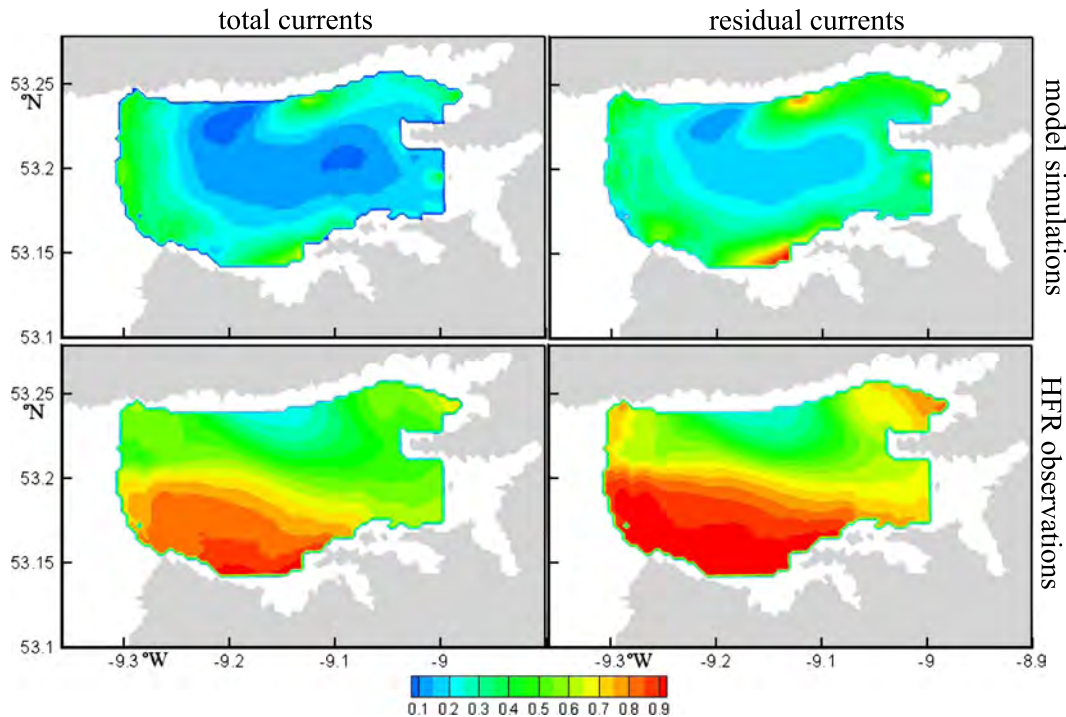 total currents residual currents
53.25
°N
53.2
53.15
53.1
model simulations
53.25
°N
53.2
53.15
53.1
HFR observations
-9.3 °W -9.2 -9.1 -9 -9.3 °W -9.2 -9.1 -9 -8.9
0.1 0.2 0.3 0.4 0.5 0.6 0.7 0.8 0.9